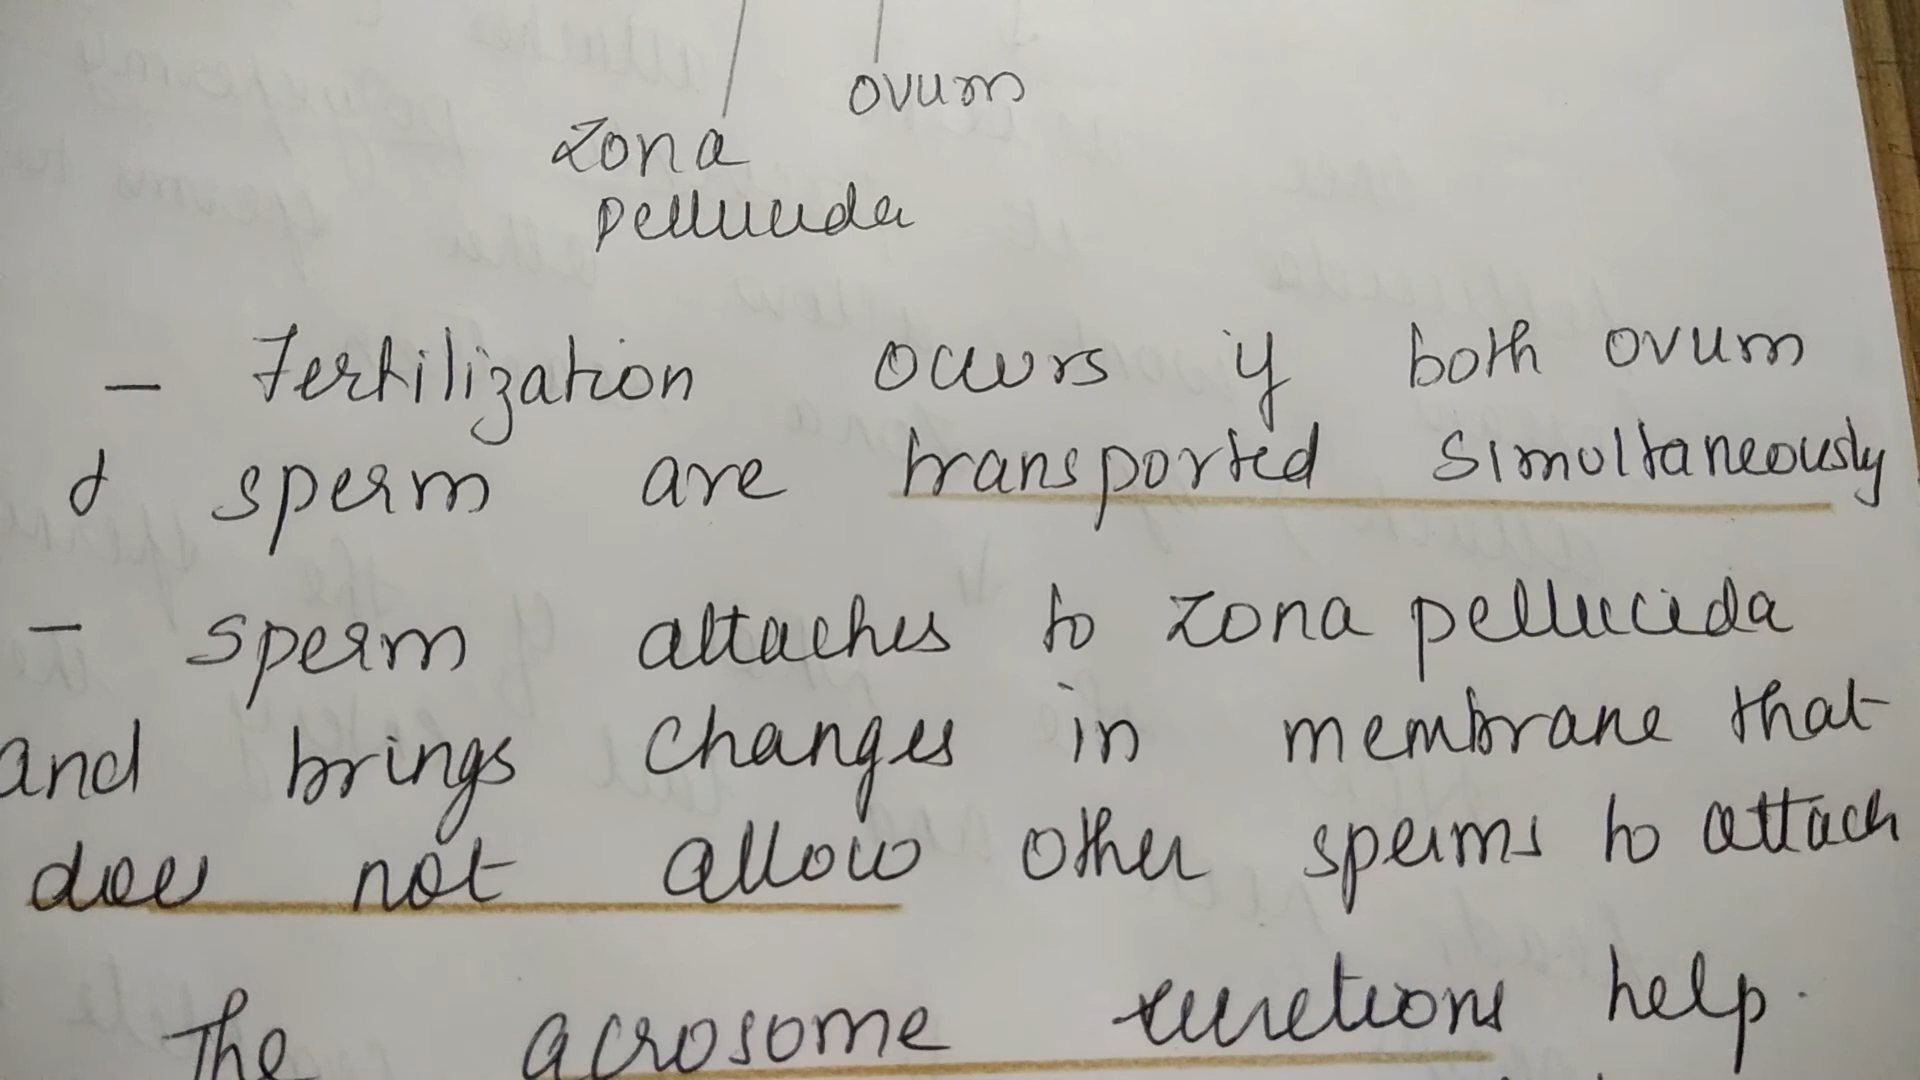 ovum
Zona
pellucida
- Fertilization occurs if both ovum
& sperm are transported simultaneously
- sperm attaches to zona pellucida
and brings changes in membrane that
does not allow other sperms to attach
The acrosome secretions help.